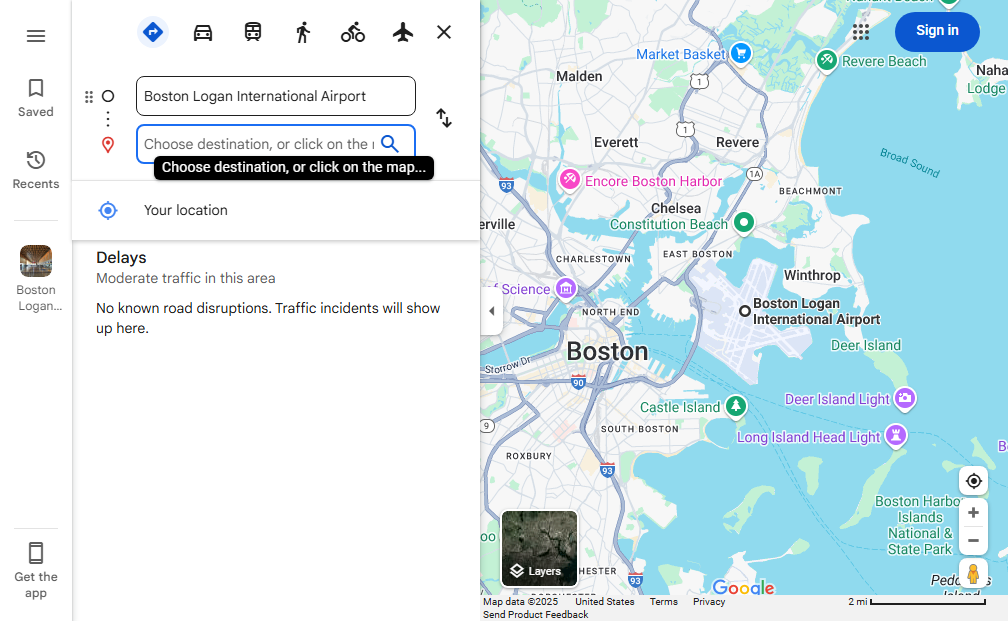 Saved
Recents
Boston
Logan...
Get the
app
Boston Logan International Airport
Choose destination, or click on the
Choose destination, or click on the map...
Your location
Delays
Moderate traffic in this area
No known road disruptions. Traffic incidents will show
up here.
Sign in
Market Basket
Revere Beach
Malden
Naha
Lodge
1
1
Everett
Revere
Broad Sound
1A
93
Encore Boston Harbor
BEACHMONT
Chelsea
erville
Constitution Beach
CHARLESTOWN
EAST BOSTON
Winthrop
of Science
NORTH END
Boston Logan
International Airport
Deer Island
Boston
Storrow Dr
90
Deer Island Light
Castle Island
9
SOUTH BOSTON
Long Island Head Light
ROXBURY
93
Boston Harbor
Islands
National &
State Park
oo
Layers
HESTER
93
Google
Map data ©2025
United States
Terms
Privacy
2 mi
Send Product Feedback